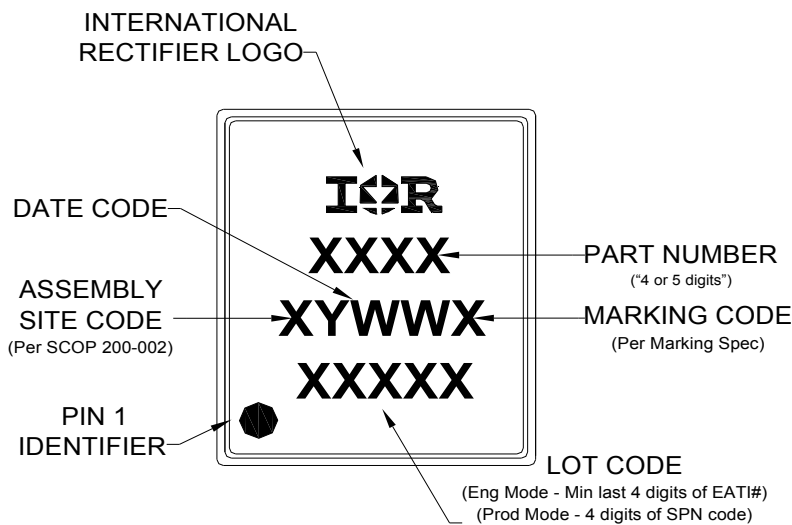 INTERNATIONAL
RECTIFIER LOGO
IOR
DATE CODE
XXXX
PART NUMBER
(“4 or 5 digits”)
ASSEMBLY
SITE CODE
(Per SCOP 200-002)
XYWWX
MARKING CODE
(Per Marking Spec)
XXXXX
PIN 1
IDENTIFIER
LOT CODE
(Eng Mode - Min last 4 digits of EATI#)
(Prod Mode - 4 digits of SPN code)